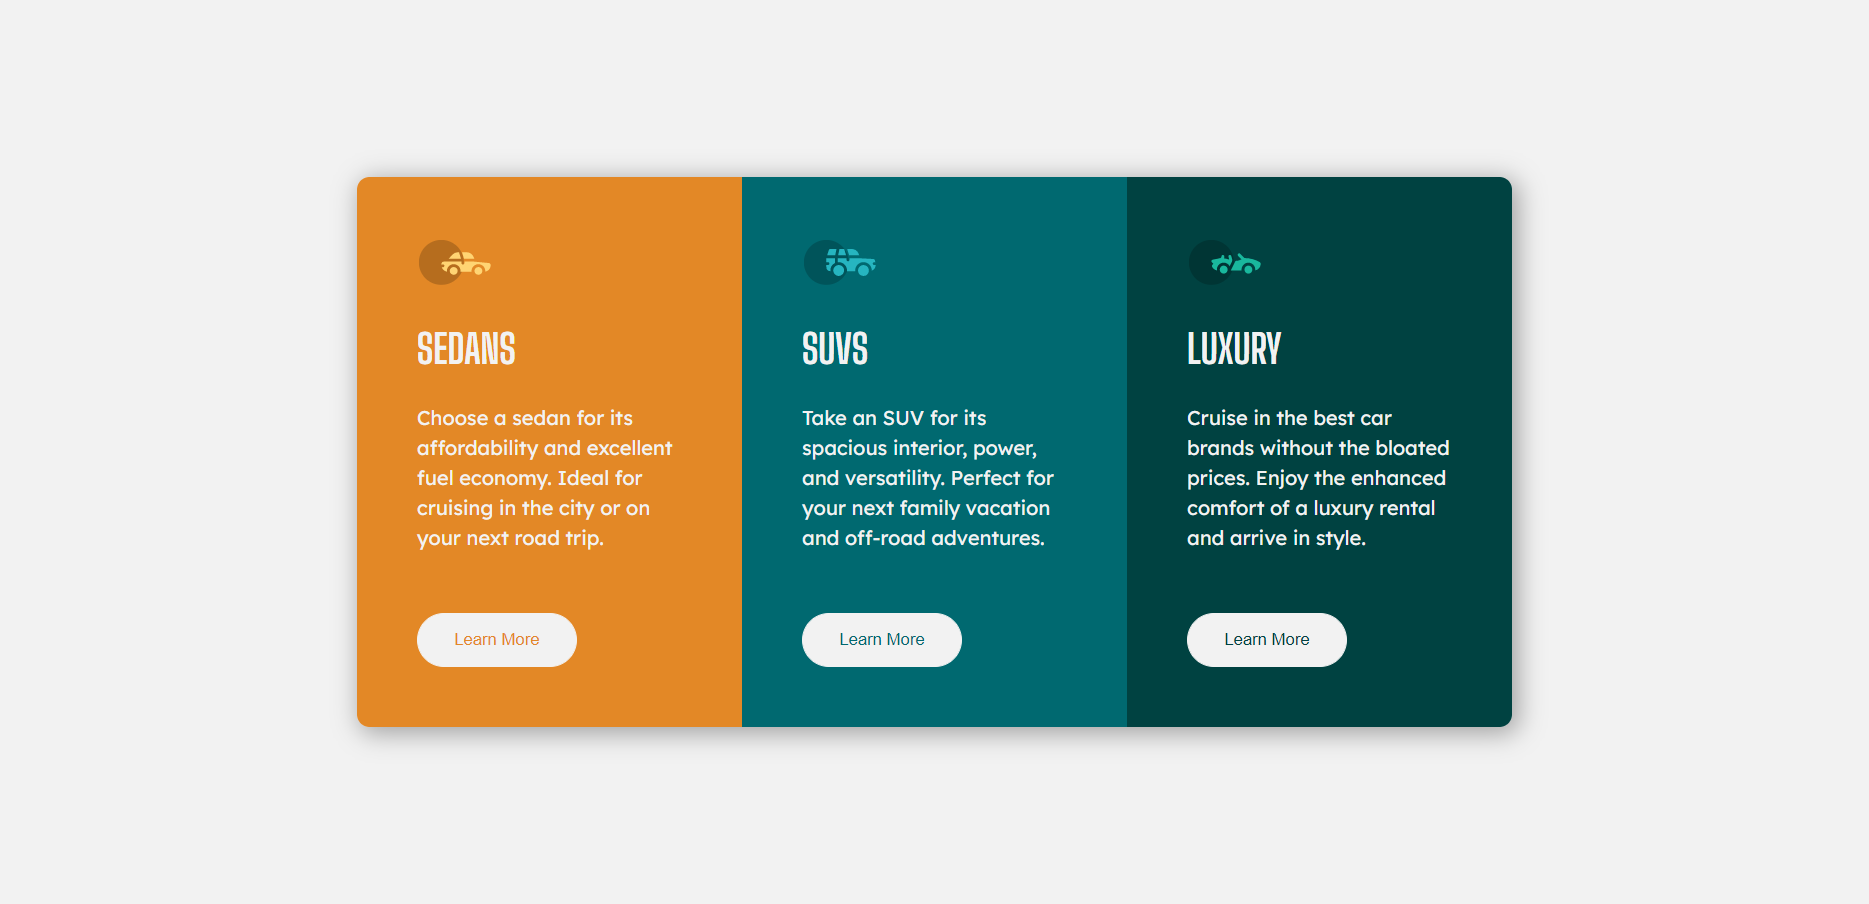 SEDANS
Choose a sedan for its
affordability and excellent
fuel economy. Ideal for
cruising in the city or on
your next road trip.
Learn More
SUVS
Take an SUV for its
spacious interior, power,
and versatility. Perfect for
your next family vacation
and off-road adventures.
Learn More
LUXURY
Cruise in the best car
brands without the bloated
prices. Enjoy the enhanced
comfort of a luxury rental
and arrive in style.
Learn More